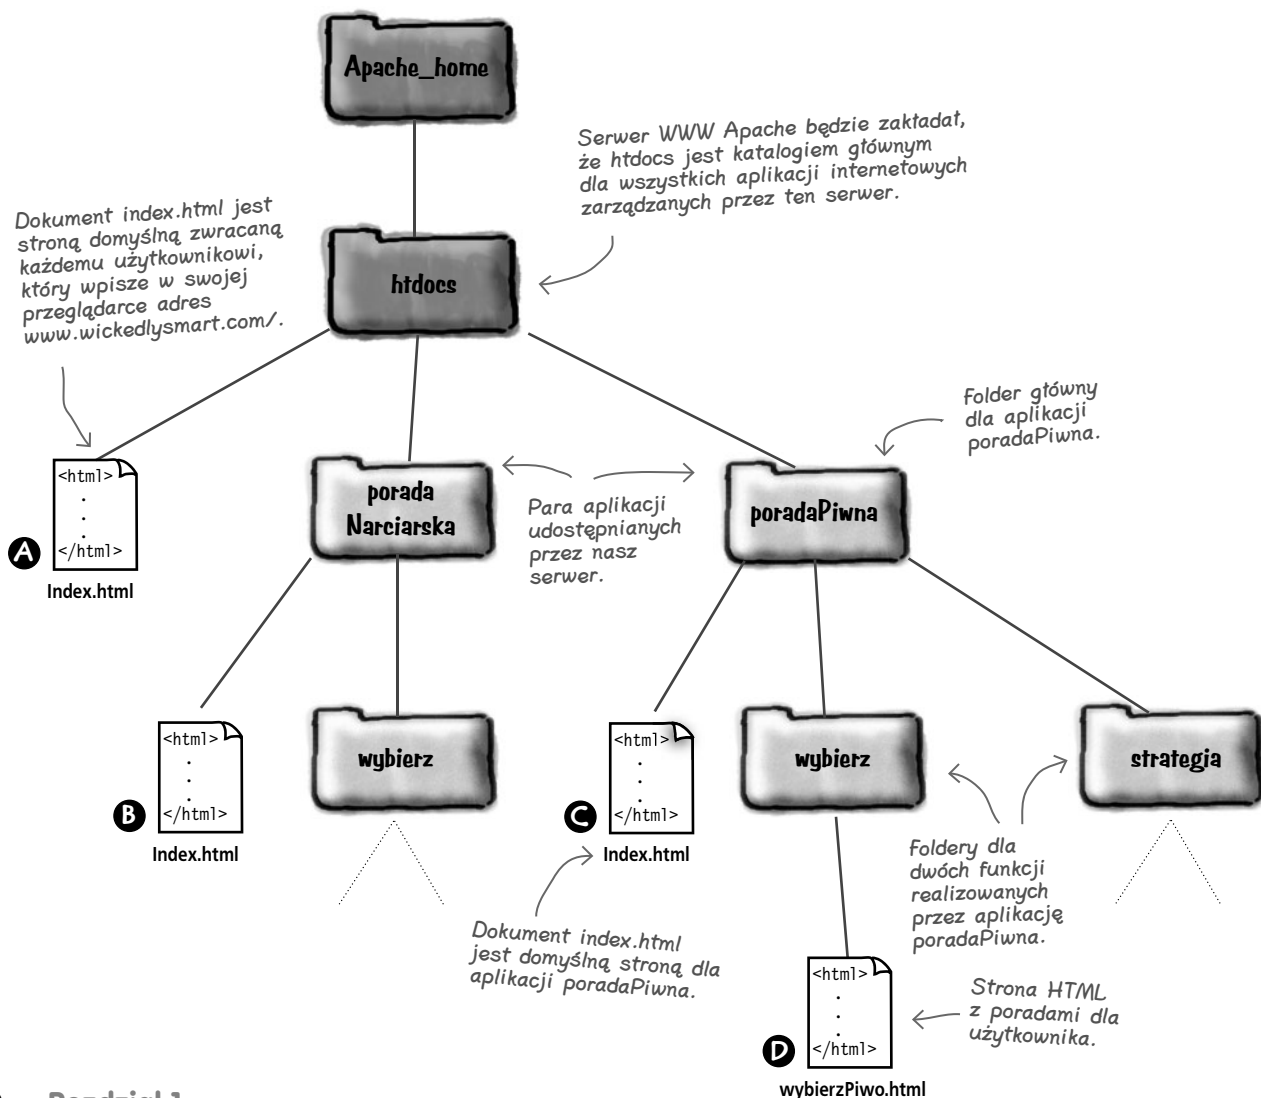 Apache_home
Serwer WWW Apache będzie zakładał,
że htdocs jest katalogiem głównym
dla wszystkich aplikacji internetowych
zarządzanych przez ten serwer.
Dokument index.html jest
stroną domyślną zwracaną
każdemu użytkownikowi,
który wpisze w swojej
przeglądarce adres
www.wickedlysmart.com/.
htdocs
Folder główny
dla aplikacji
poradaPiwna.
<html>
.
.
.
</html>
A
Index.html
porada
Narciarska
Para aplikacji
udostępnianych
przez nasz
serwer.
poradaPiwna
<html>
.
.
.
</html>
B
Index.html
wybierz
<html>
.
.
.
</html>
C
Index.html
wybierz
strategia
Foldery dla
dwóch funkcji
realizowanych
przez aplikację
poradaPiwna.
Dokument index.html
jest domyślną stroną dla
aplikacji poradaPiwna.
<html>
.
.
.
</html>
D
wybierzPiwo.html
Strona HTML
z poradami dla
użytkownika.
Rozdział 1